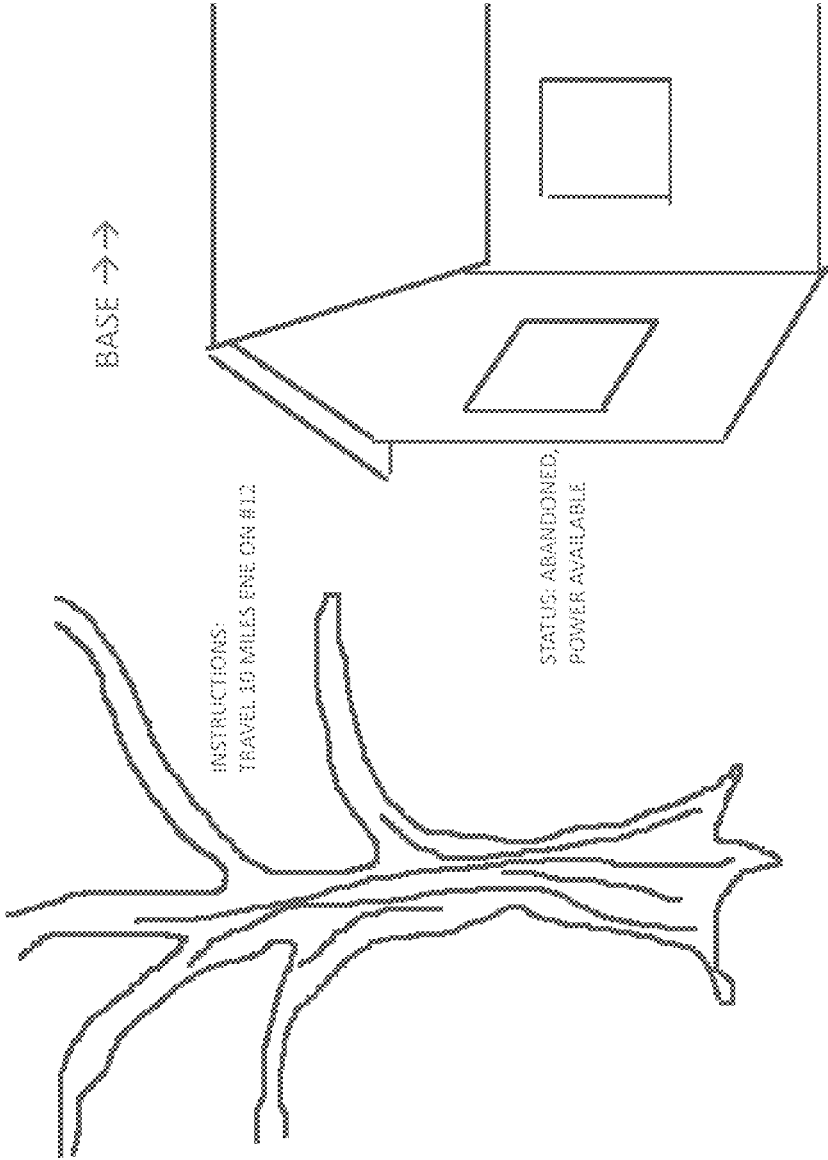 BASE →→
INSTRUCTIONS:
TRAVEL 10 MILES ENE ON #12
STATUS: ABANDONED,
POWER AVAILABLE